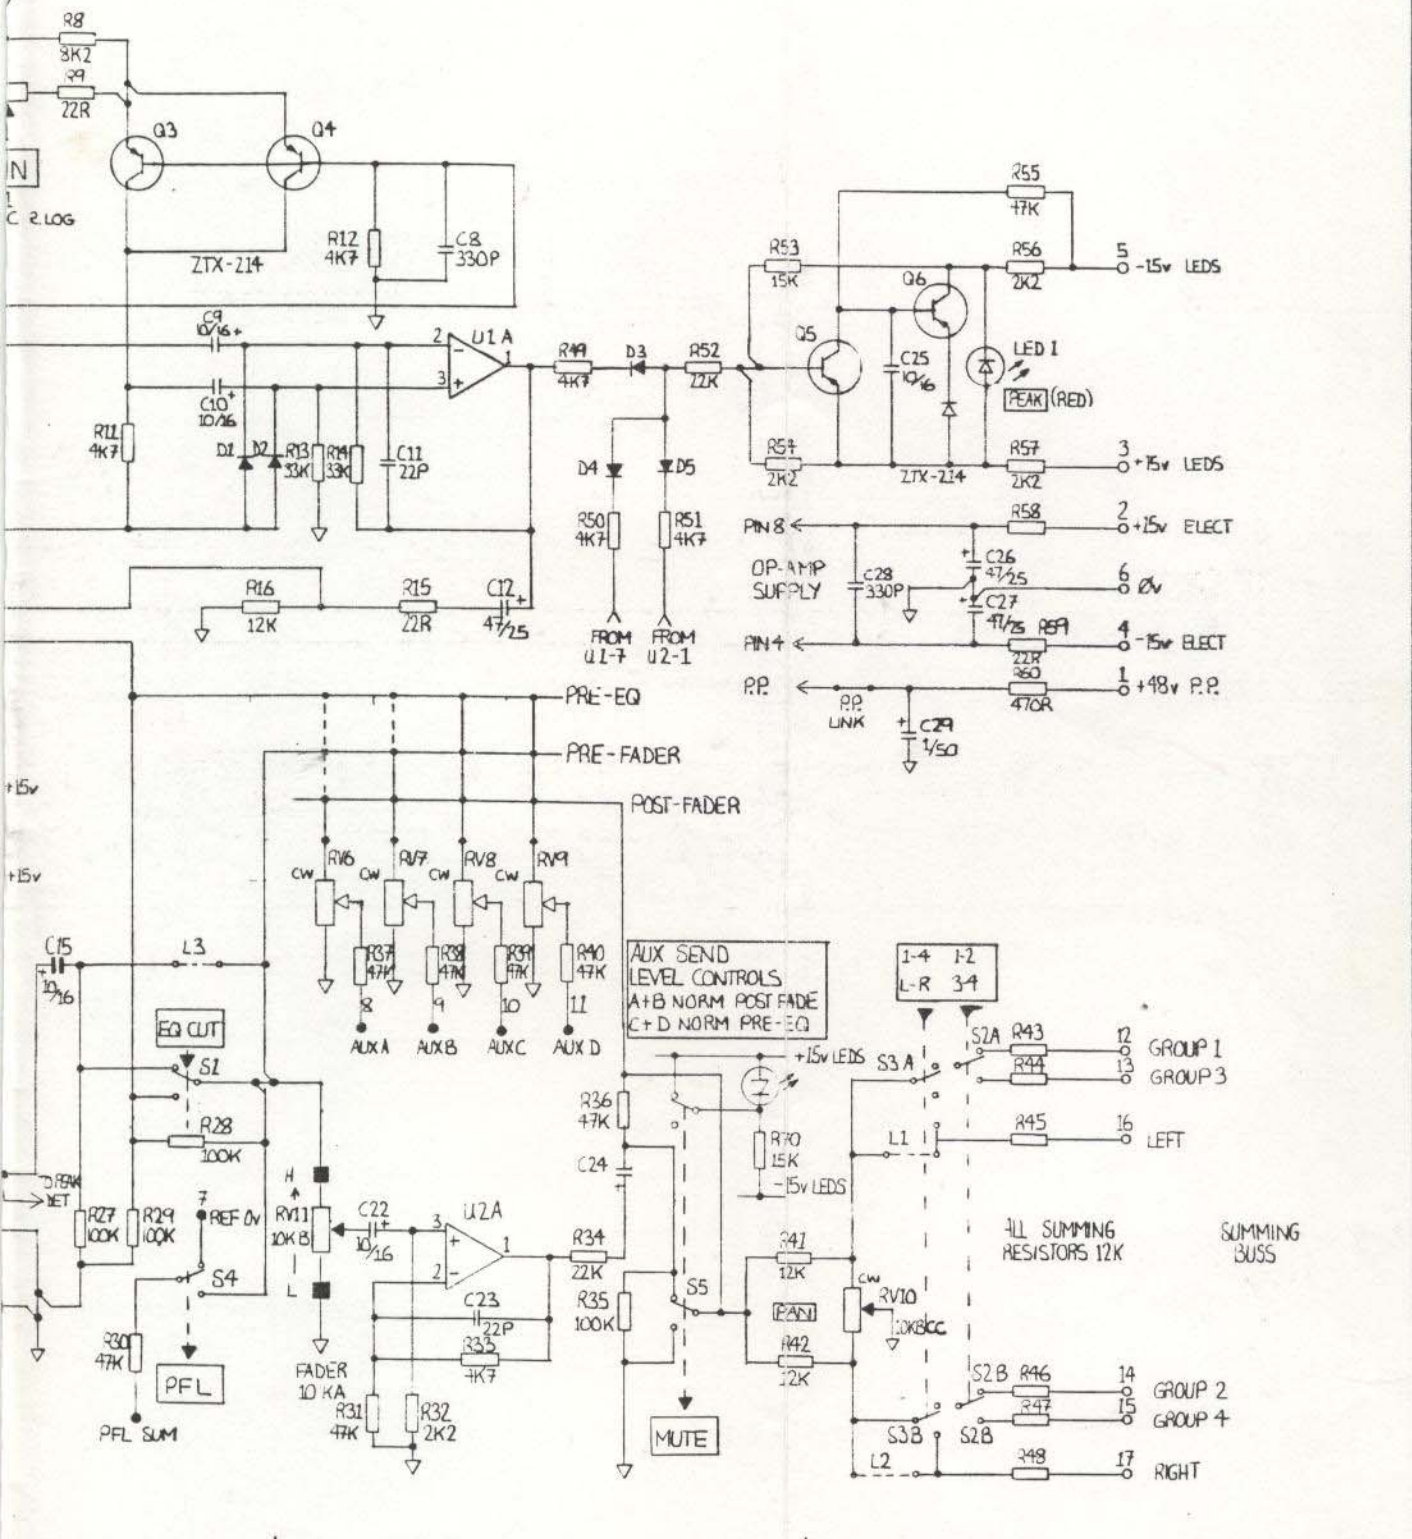 R8
8K2
R9
22R
Q3
Q4
N
C 2.LOG
ZTX-214
R12
4K7
C8
330P
R55
47K
R53
15K
R56
2K2
5
-15v LEDS
Q6
Q5
C25
10/16
LED 1
PEAK (RED)
C9
10/16 +
C10 +
10/16
2
3
-
+
U1A
1
R49
4K7
D3
R52
22K
R11
4K7
D1
D2
R13
33K
R14
33K
C11
22P
D4
D5
R54
2K2
ZTX-214
R57
2K2
3
+15v LEDS
R50
4K7
R51
4K7
PIN 8
R58
2
+15v ELECT
OP-AMP
SUPPLY
C28
330P
C26
47/25
6
0v
C27
47/25
PIN 4
R59
22R
4
-15v ELECT
R16
12K
R15
22R
C12
47/25
FROM
U1-7
FROM
U2-1
P.P.
P.P.
LINK
R60
470R
1
+48v P.P.
C29
1/50
PRE-EQ
PRE-FADER
POST-FADER
+15v
+15v
RV6
CW
RV7
CW
RV8
CW
RV9
CW
R37
47K
R38
47K
R39
47K
R40
47K
8
9
10
11
AUX A
AUX B
AUX C
AUX D
AUX SEND
LEVEL CONTROLS
A+B NORM POST FADE
C+D NORM PRE-EQ
1-4 1-2
L-R 3-4
C15
10/16
L3
EQ CUT
S1
R28
100K
+15v LEDS
R36
47K
R70
15K
-15v LEDS
C24
S3A
S2A
R43
12
GROUP 1
R44
13
GROUP 3
L1
R45
16
LEFT
PEAK
DET
R27
100K
R29
100K
7
REF 0v
S4
H
RV11
10KB
L
C22
10/16
3
+
2
-
U2A
1
R34
22K
C23
22P
R33
4K7
R35
100K
S5
R41
12K
PAN
R42
12K
CW
RV10
10KBCC
ALL SUMMING
RESISTORS 12K
SUMMING
BUSS
R30
47K
PFL
PFL SUM
FADER
10 KA
R31
47K
R32
2K2
MUTE
S2B
R46
14
GROUP 2
R47
15
GROUP 4
S3B
S2B
L2
R48
17
RIGHT